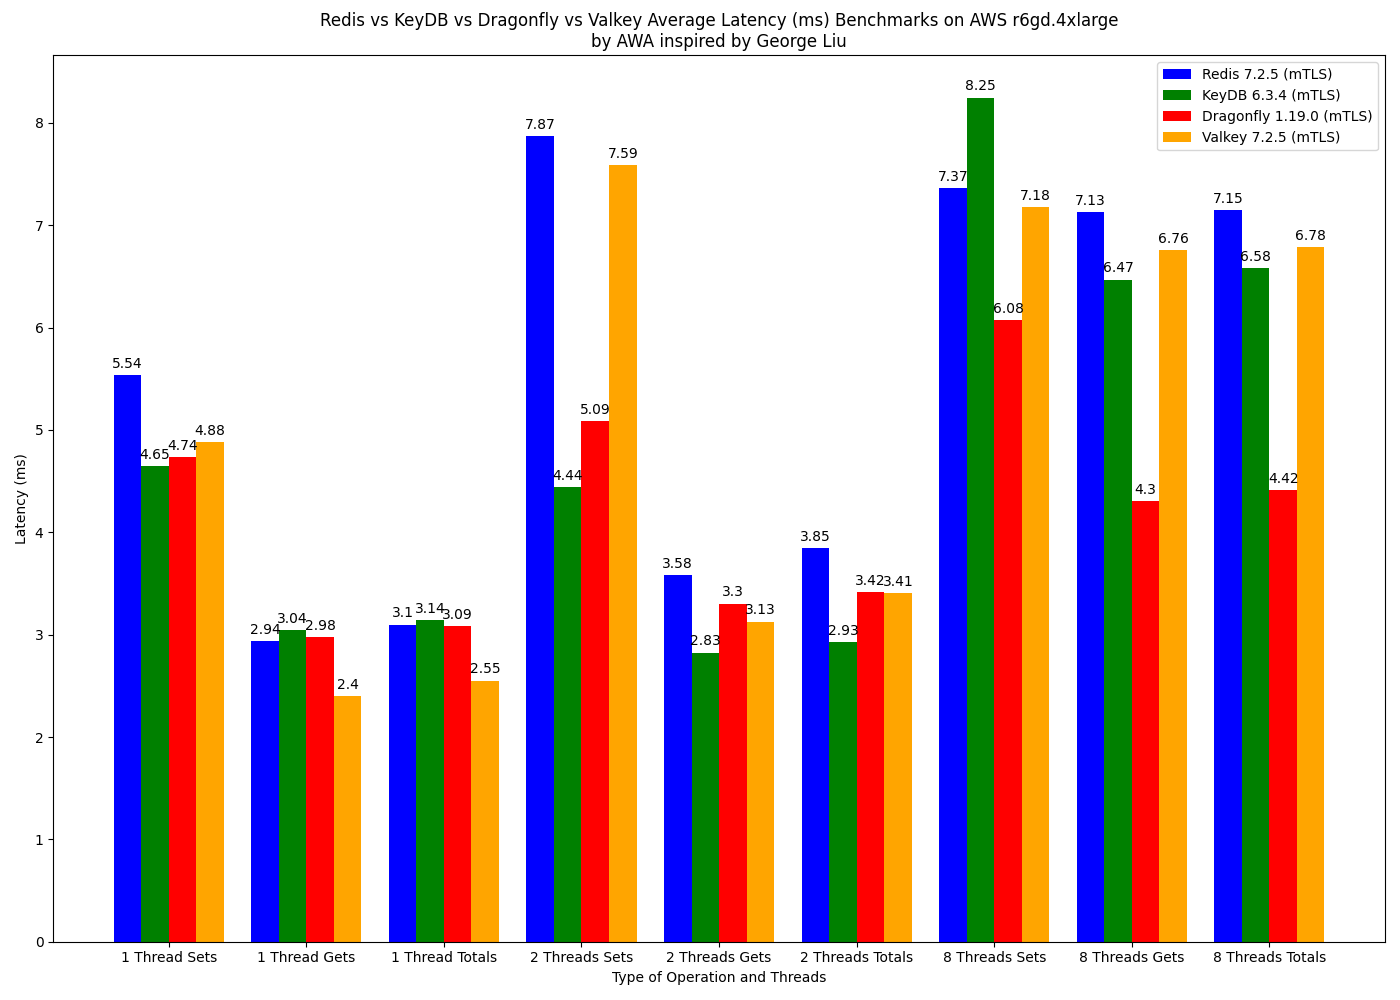 Redis vs KeyDB vs Dragonfly vs Valkey Average Latency (ms) Benchmarks on AWS r6gd.4xlarge
by AWA inspired by George Liu
Redis 7.2.5 (mTLS)
KeyDB 6.3.4 (mTLS)
Dragonfly 1.19.0 (mTLS)
Valkey 7.2.5 (mTLS)
Latency (ms)
8
7
6
5
4
3
2
1
0
5.54
4.65
4.74
4.88
2.94
3.04
2.98
2.4
3.1
3.14
3.09
2.55
7.87
4.44
5.09
7.59
3.58
2.83
3.3
3.13
3.85
2.93
3.42
3.41
7.37
8.25
6.08
7.18
7.13
6.47
4.3
6.76
7.15
6.58
4.42
6.78
1 Thread Sets
1 Thread Gets
1 Thread Totals
2 Threads Sets
2 Threads Gets
2 Threads Totals
8 Threads Sets
8 Threads Gets
8 Threads Totals
Type of Operation and Threads